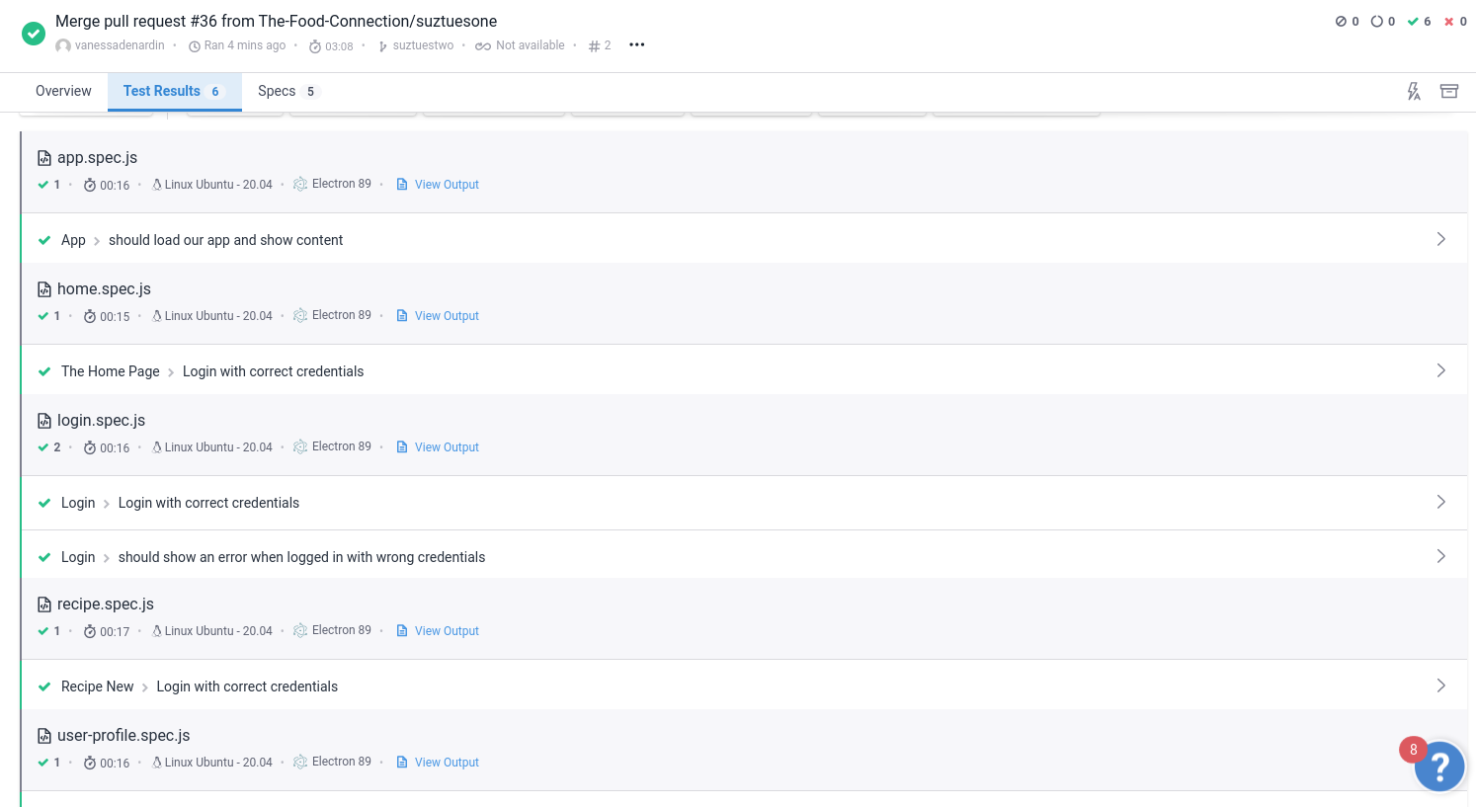 Merge pull request #36 from The-Food-Connection/suztuesone
0 0 6 0
vanessadenardin · Ran 4 mins ago · 03:08 · suztuestwo · Not available · # 2 •••
Overview Test Results 6 Specs 5
app.spec.js
1 · 00:16 · Linux Ubuntu - 20.04 · Electron 89 · View Output
App > should load our app and show content
home.spec.js
1 · 00:15 · Linux Ubuntu - 20.04 · Electron 89 · View Output
The Home Page > Login with correct credentials
login.spec.js
2 · 00:16 · Linux Ubuntu - 20.04 · Electron 89 · View Output
Login > Login with correct credentials
Login > should show an error when logged in with wrong credentials
recipe.spec.js
1 · 00:17 · Linux Ubuntu - 20.04 · Electron 89 · View Output
Recipe New > Login with correct credentials
user-profile.spec.js
1 · 00:16 · Linux Ubuntu - 20.04 · Electron 89 · View Output
8
?